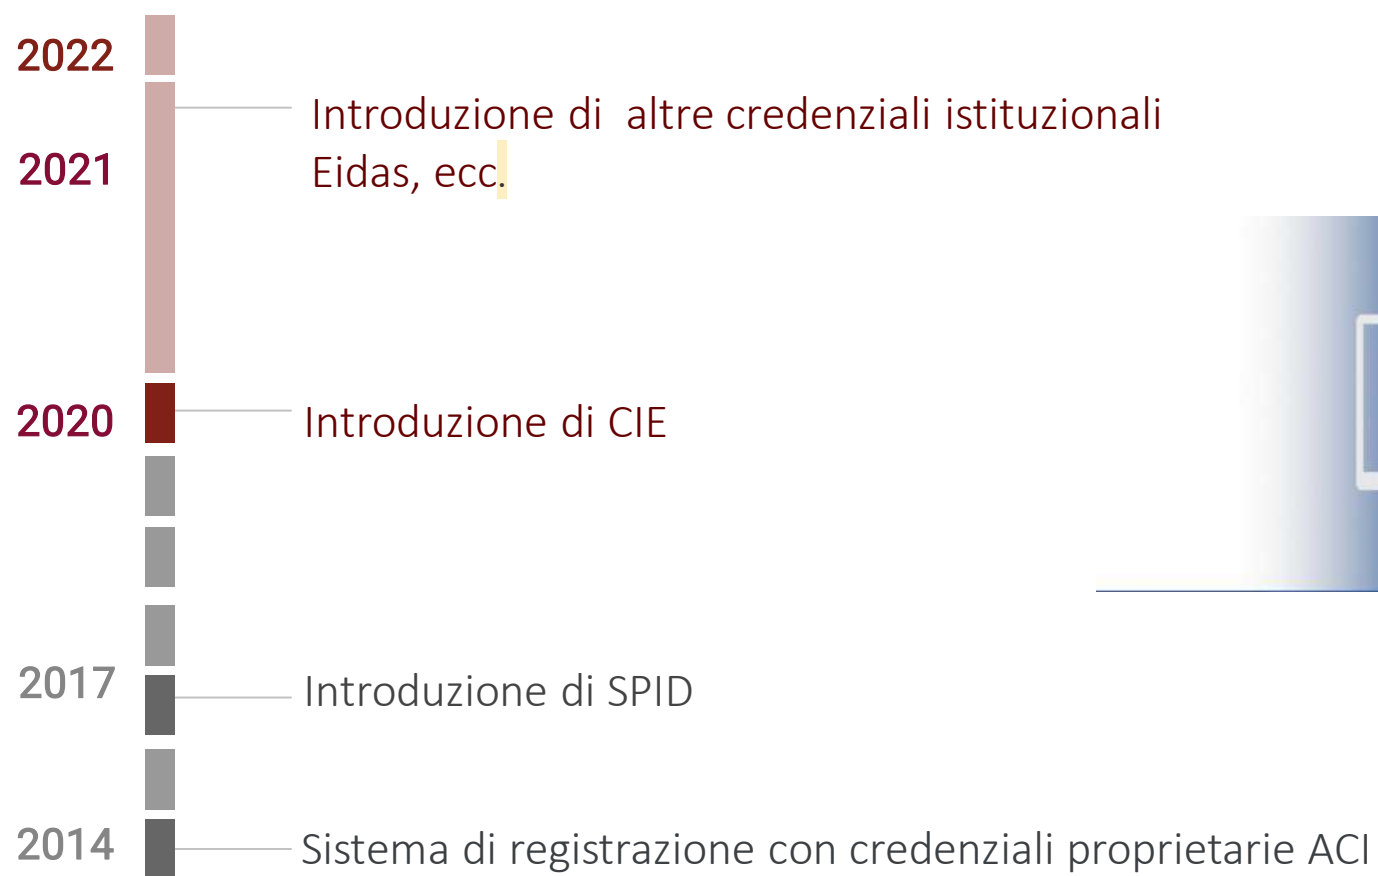 2022
Introduzione di  altre credenziali istituzionali
2021
Eidas, ecc.
2020
Introduzione di CIE
2017
Introduzione di SPID
2014
Sistema di registrazione con credenziali proprietarie ACI